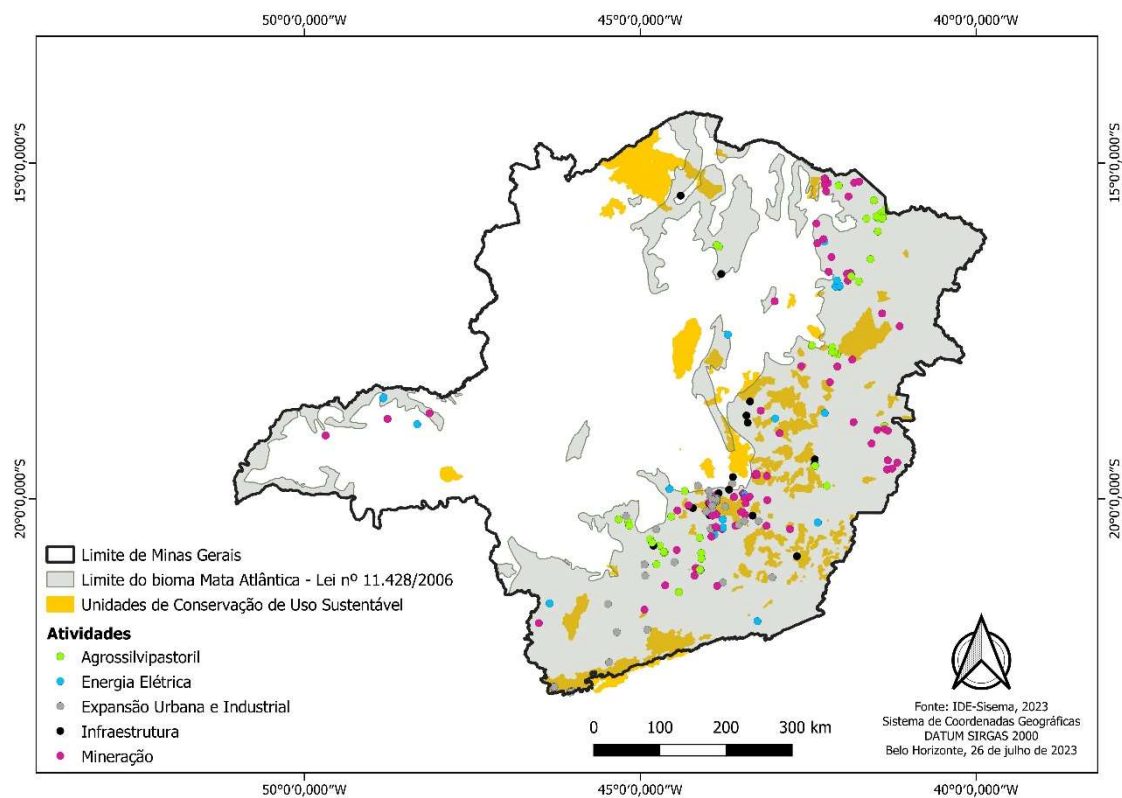 50°0'0,000"W 45°0'0,000"W 40°0'0,000"W
15°0'0,000"S 15°0'0,000"S
20°0'0,000"S 20°0'0,000"S
Limite de Minas Gerais
Limite do bioma Mata Atlântica - Lei nº 11.428/2006
Unidades de Conservação de Uso Sustentável
Atividades
Agrossilvipastoril
Energia Elétrica
Expansão Urbana e Industrial
Infraestrutura
Mineração
0 100 200 300 km
Fonte: IDE-Sisema, 2023
Sistema de Coordenadas Geográficas
DATUM SIRGAS 2000
Belo Horizonte, 26 de julho de 2023
50°0'0,000"W 45°0'0,000"W 40°0'0,000"W